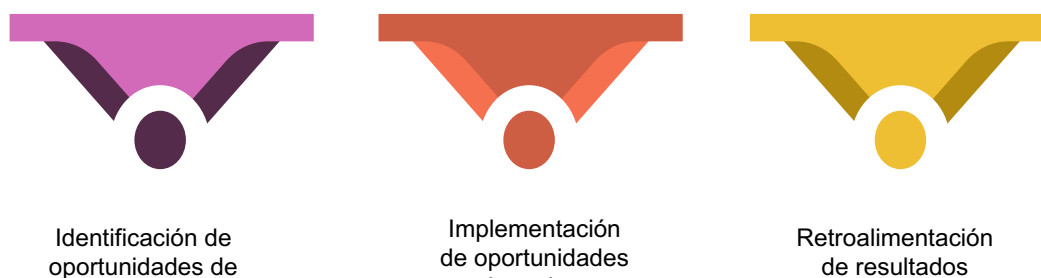 Identificación de
oportunidades de
Implementación
de oportunidades
Retroalimentación
de resultados